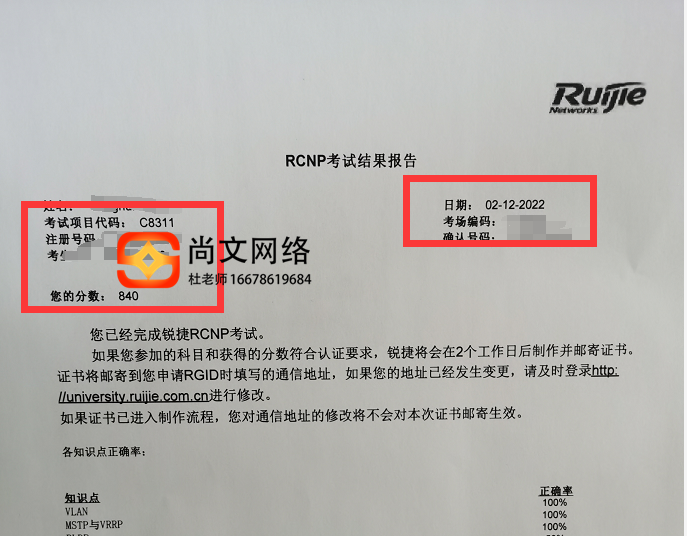 Ruijie
Networks
RCNP考试结果报告
姓名:
日期: 02-12-2022
考试项目代码: C8311
考场编码:
注册号码
确认号码:
尚文网络
杜老师 16678619684
您的分数: 840
您已经完成锐捷RCNP考试。
如果您参加的科目和获得的分数符合认证要求，锐捷将会在2个工作日后制作并邮寄证书。
证书将邮寄到您申请RGID时填写的通信地址，如果您的地址已经发生变更，请及时登录http:
//university.ruijie.com.cn进行修改。
如果证书已进入制作流程，您对通信地址的修改将不会对本次证书邮寄生效。
各知识点正确率:
知识点 正确率
VLAN 100%
100%
MSTP与VRRP 100%